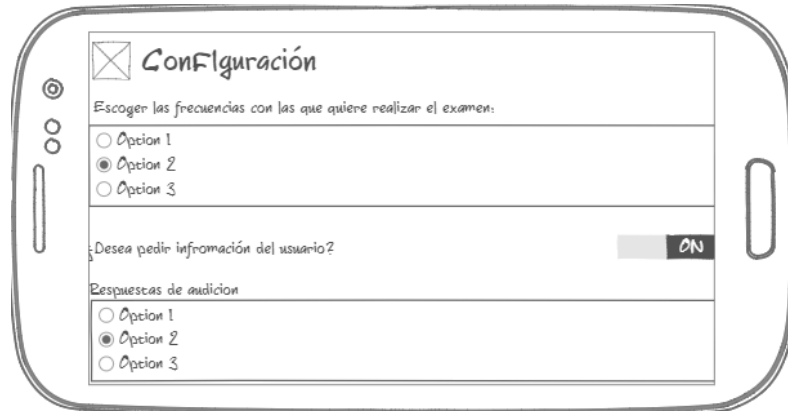 Configuración
Escoger las frecuencias con las que quiere realizar el examen:
Option 1
Option 2
Option 3
¿Desea pedir infromación del usuario?
ON
Respuestas de audicion
Option 1
Option 2
Option 3